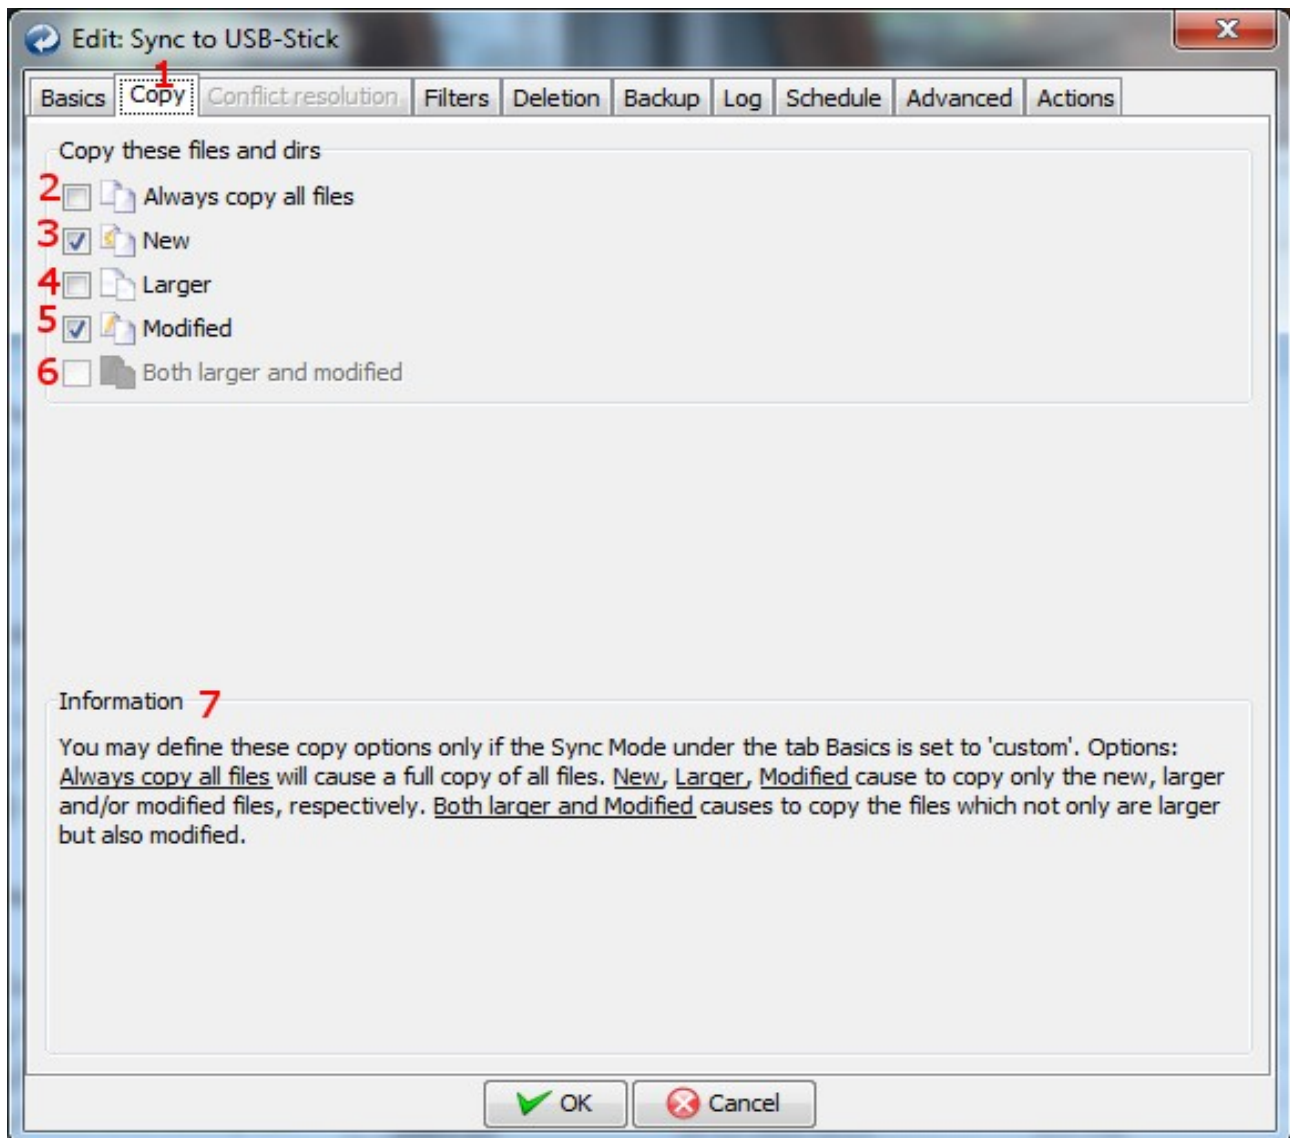 Edit: Sync to USB-Stick
X
1
Basics Copy Conflict resolution Filters Deletion Backup Log Schedule Advanced Actions
Copy these files and dirs
2 Always copy all files
3 New
4 Larger
5 Modified
6 Both larger and modified
Information 7
You may define these copy options only if the Sync Mode under the tab Basics is set to 'custom'. Options:
Always copy all files will cause a full copy of all files. New, Larger, Modified cause to copy only the new, larger
and/or modified files, respectively. Both larger and Modified causes to copy the files which not only are larger
but also modified.
OK Cancel